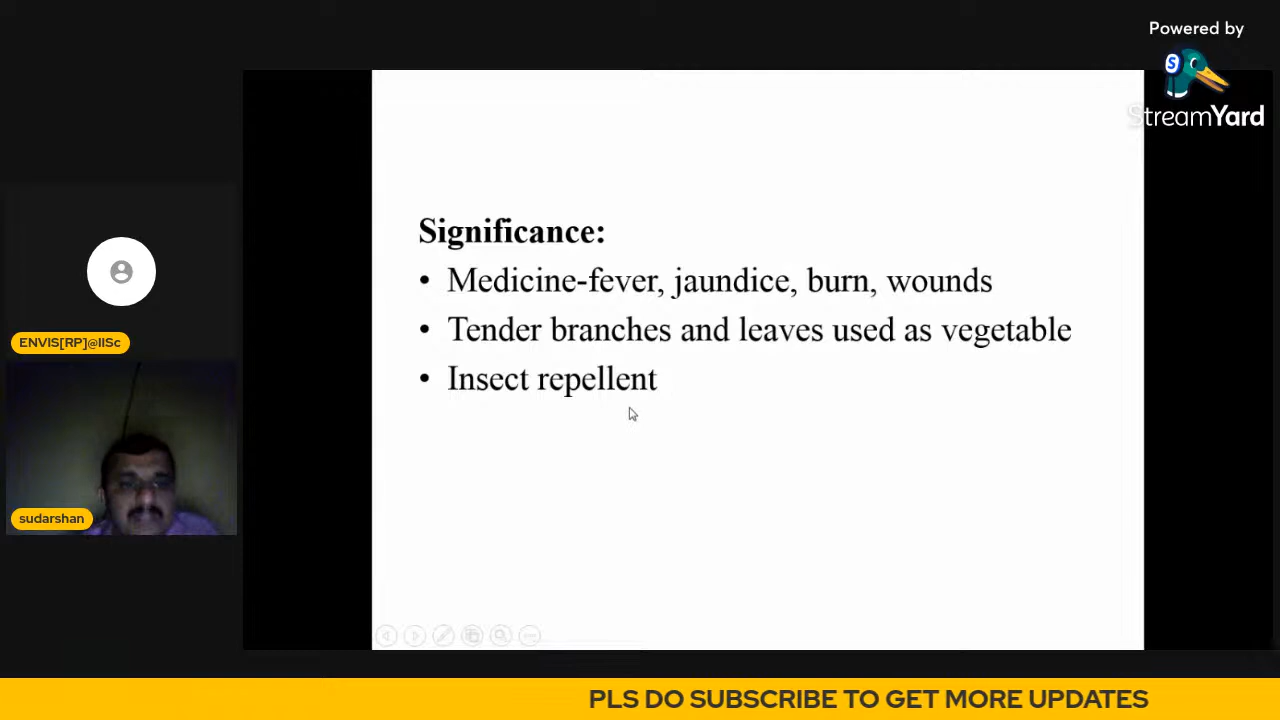 Powered by
S
StreamYard
Significance:
• Medicine-fever, jaundice, burn, wounds
• Tender branches and leaves used as vegetable
• Insect repellent
ENVIS[RP]@IISc
sudarshan
PLS DO SUBSCRIBE TO GET MORE UPDATES